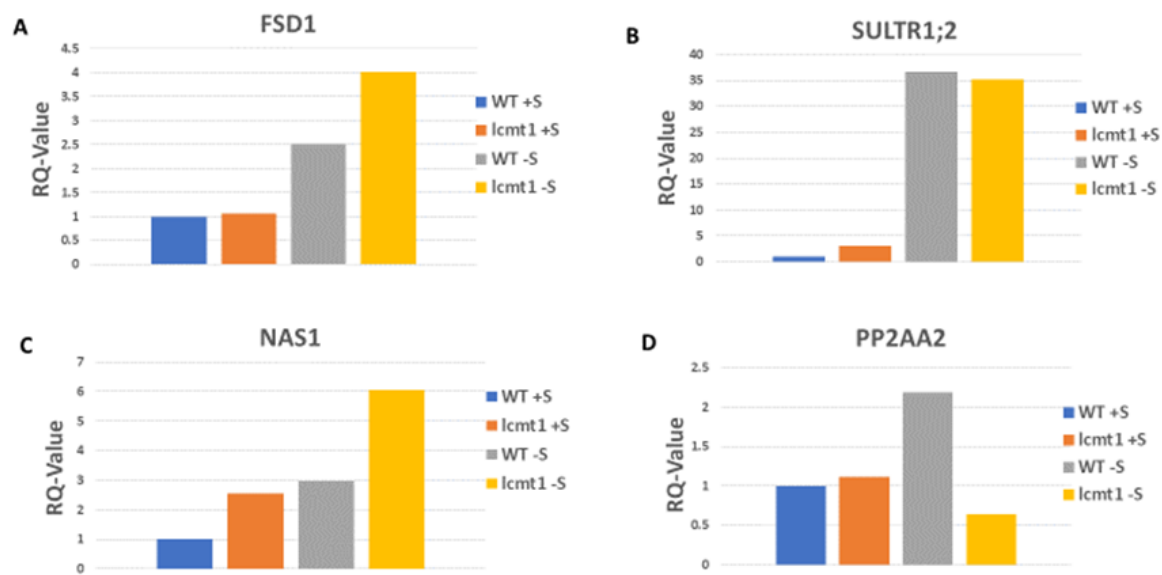 A
FSD1
4.5
4
3.5
3
2.5
2
1.5
1
0.5
0
RQ-Value
WT +S
lcmt1 +S
WT -S
lcmt1 -S
B
SULTR1;2
40
35
30
25
20
15
10
5
0
RQ-Value
WT +S
lcmt1 +S
WT -S
lcmt1 -S
C
NAS1
7
6
5
4
3
2
1
0
RQ-Value
WT +S
lcmt1 +S
WT -S
lcmt1 -S
D
PP2AA2
2.5
2
1.5
1
0.5
0
RQ-Value
WT +S
lcmt1 +S
WT -S
lcmt1 -S